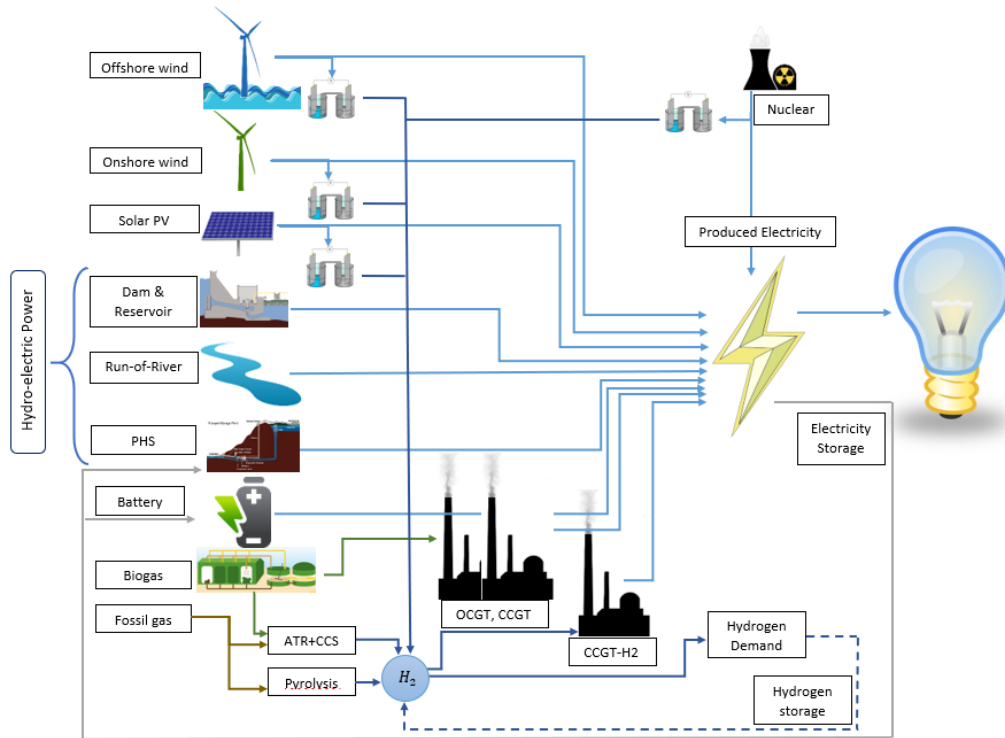 Offshore wind
Nuclear
Onshore wind
Solar PV
Produced Electricity
Hydro-electric Power
Dam &
Reservoir
Run-of-River
PHS
Electricity
Storage
Battery
Biogas
Fossil gas
OCGT, CCGT
ATR+CCS
CCGT-H2
Hydrogen
Demand
Pyrolysis
H₂
Hydrogen
storage